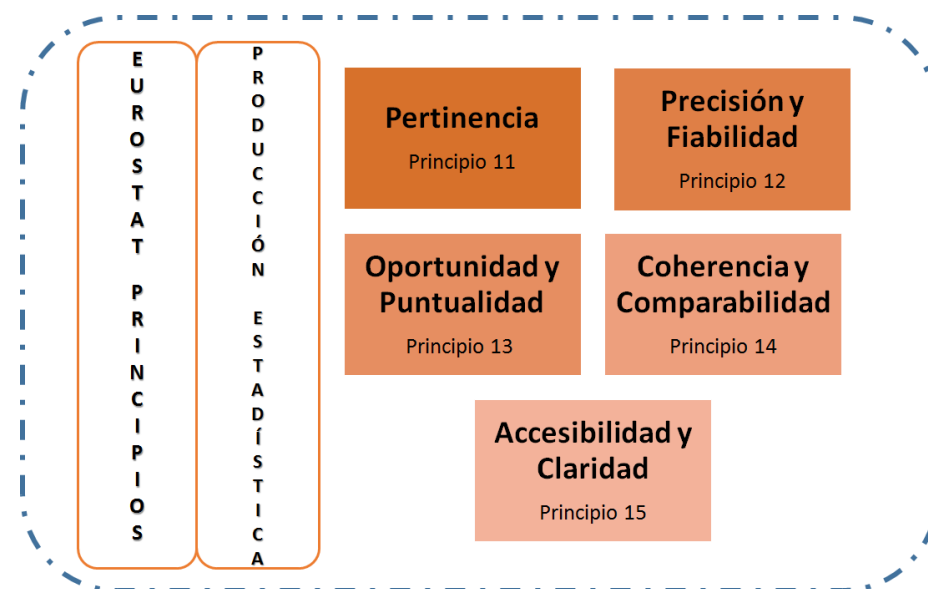 EUROSTAT PRINCIPIOS
PRODUCCIÓN ESTADÍSTICA
Pertinencia
Principio 11
Precisión y
Fiabilidad
Principio 12
Oportunidad y
Puntualidad
Principio 13
Coherencia y
Comparabilidad
Principio 14
Accesibilidad y
Claridad
Principio 15